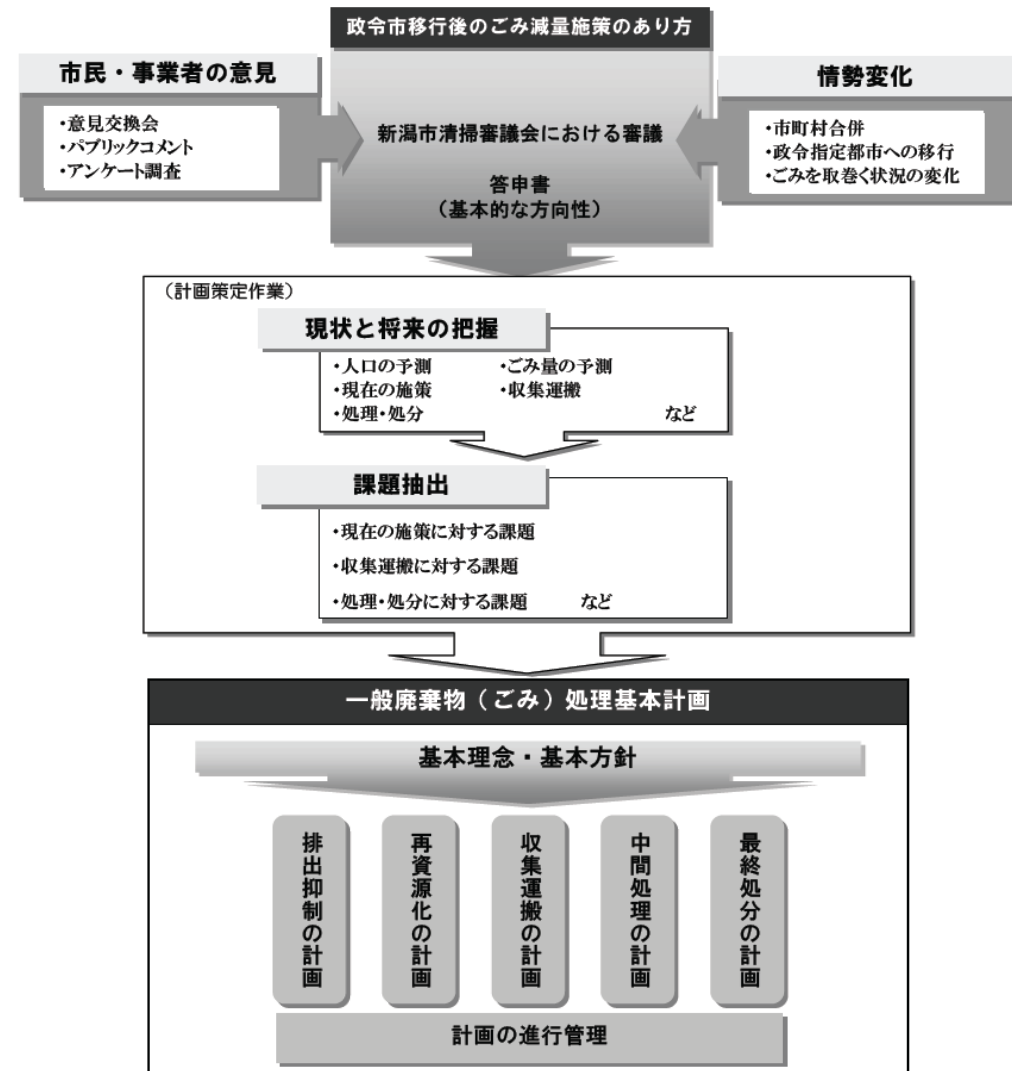 政令市移行後のごみ減量施策のあり方
市民・事業者の意見
・意見交換会
・パブリックコメント
・アンケート調査
新潟市清掃審議会における審議
答申書
（基本的な方向性）
情勢変化
・市町村合併
・政令指定都市への移行
・ごみを取巻く状況の変化
（計画策定作業）
現状と将来の把握
・人口の予測　・ごみ量の予測
・現在の施策　・収集運搬
・処理・処分　など
課題抽出
・現在の施策に対する課題
・収集運搬に対する課題
・処理・処分に対する課題　など
一般廃棄物（ごみ）処理基本計画
基本理念・基本方針
排出抑制の計画
再資源化の計画
収集運搬の計画
中間処理の計画
最終処分の計画
計画の進行管理